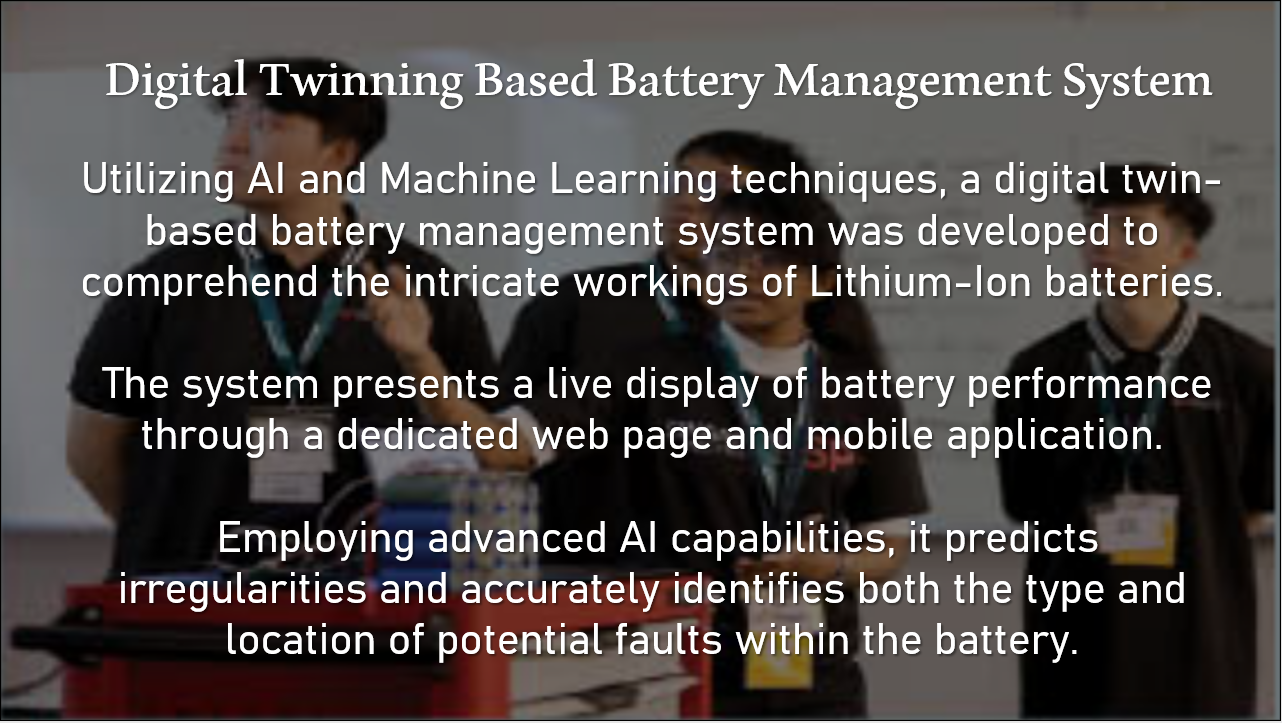 Digital Twinning Based Battery Management System
Utilizing AI and Machine Learning techniques, a digital twin-
based battery management system was developed to
comprehend the intricate workings of Lithium-Ion batteries.
The system presents a live display of battery performance
through a dedicated web page and mobile application.
Employing advanced AI capabilities, it predicts
irregularities and accurately identifies both the type and
location of potential faults within the battery.